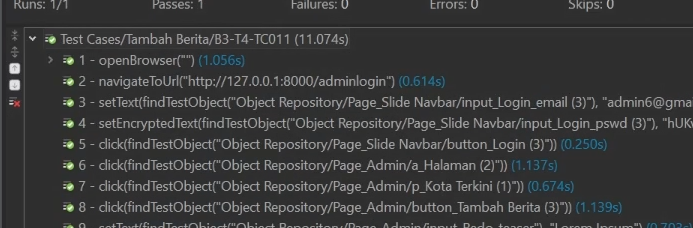 Runs: 1/1 Passes: 1 Failures: 0 Errors: 0 Skips: 0
Test Cases/Tambah Berita/B3-T4-TC011 (11.074s)
1 - openBrowser("") (1.056s)
2 - navigateToUrl("http://127.0.0.1:8000/adminlogin") (0.614s)
3 - setText(findTestObject("Object Repository/Page_Slide Navbar/input_Login_email (3)"), "admin6@gma
4 - setEncryptedText(findTestObject("Object Repository/Page_Slide Navbar/input_Login_pswd (3)"), "hUKw
5 - click(findTestObject("Object Repository/Page_Slide Navbar/button_Login (3)")) (0.250s)
6 - click(findTestObject("Object Repository/Page_Admin/a_Halaman (2)")) (1.137s)
7 - click(findTestObject("Object Repository/Page_Admin/p_Kota Terkini (1)")) (0.674s)
8 - click(findTestObject("Object Repository/Page_Admin/button_Tambah Berita (3)")) (1.139s)
9 - setText(findTestObject("Object Repository/Page_Admin/input_Redo_teaser"), "Lorem Ipsum") (0.703s)